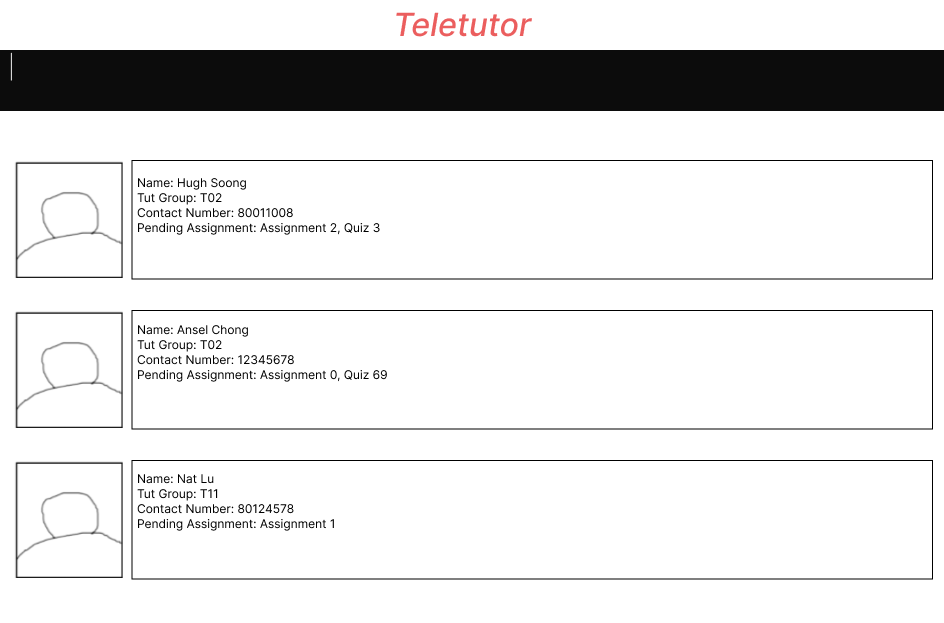 Teletutor
Name: Hugh Soong
Tut Group: T02
Contact Number: 80011008
Pending Assignment: Assignment 2, Quiz 3
Name: Ansel Chong
Tut Group: T02
Contact Number: 12345678
Pending Assignment: Assignment 0, Quiz 69
Name: Nat Lu
Tut Group: T11
Contact Number: 80124578
Pending Assignment: Assignment 1